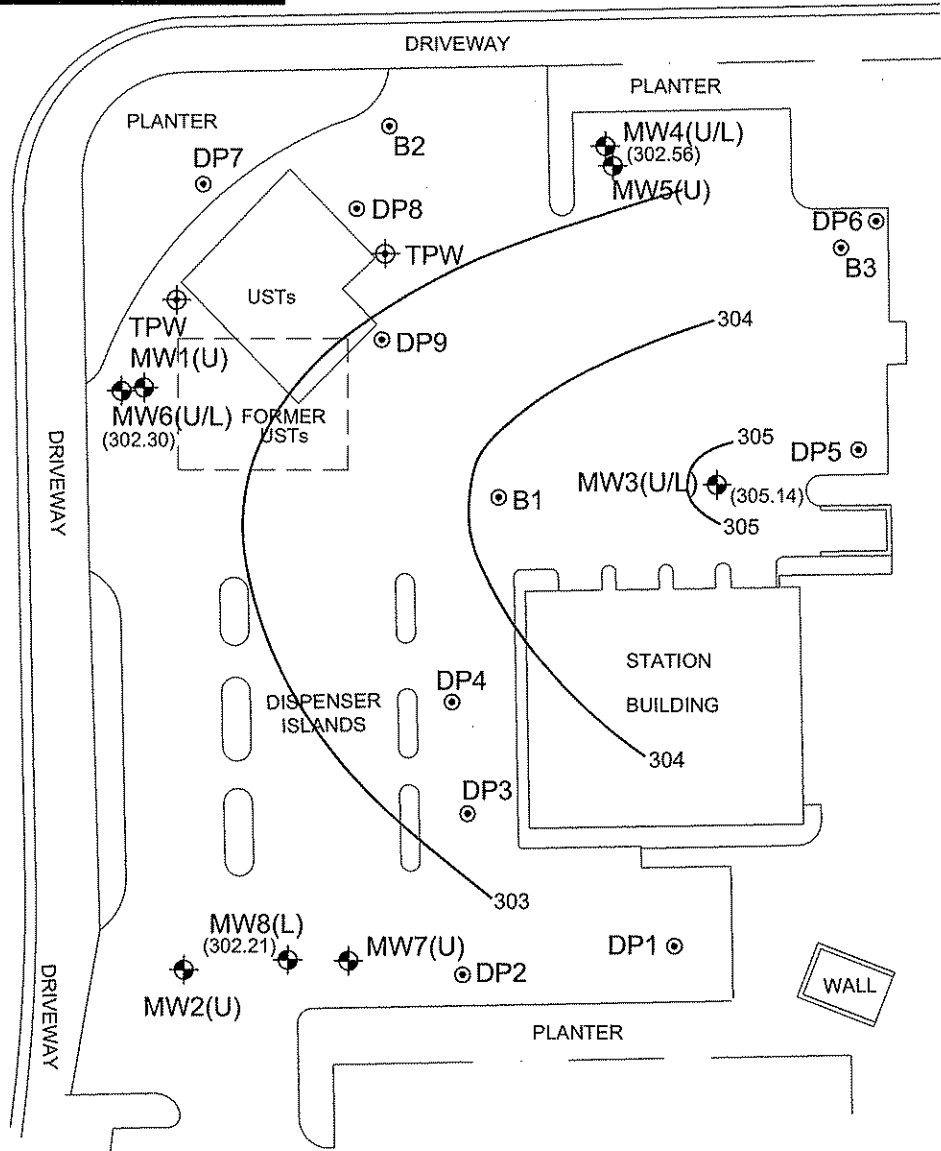 DRIVEWAY
PLANTER
PLANTER
B2
MW4(U/L)
(302.56)
MW5(U)
DP7
DP8
DP6
B3
TPW
USTs
TPW
304
DP9
MW1(U)
MW6(U/L)
(302.30)
FORMER
USTs
DRIVEWAY
305
DP5
MW3(U/L)
(305.14)
B1
305
STATION
BUILDING
DP4
DISPENSER
ISLANDS
304
DP3
303
MW8(L)
(302.21)
MW7(U)
DP1
DP2
MW2(U)
DRIVEWAY
WALL
PLANTER